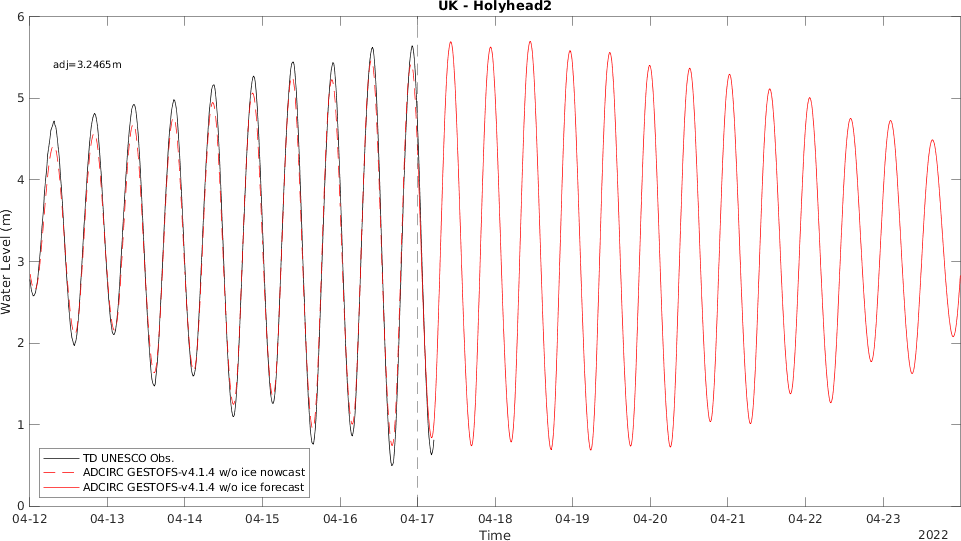 UK - Holyhead2
adj=3.2465m
6
5
4
3
2
1
0
Water Level (m)
TD UNESCO Obs.
ADCIRC GESTOFS-v4.1.4 w/o ice nowcast
ADCIRC GESTOFS-v4.1.4 w/o ice forecast
04-12 04-13 04-14 04-15 04-16 04-17 04-18 04-19 04-20 04-21 04-22 04-23
Time
2022